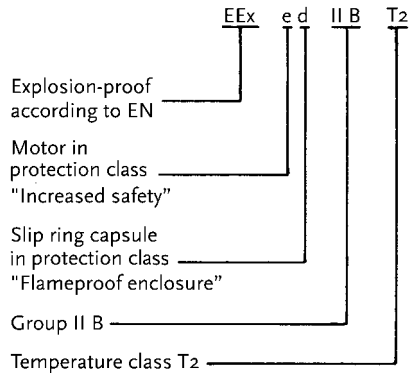 EEx e d II B T2
Explosion-proof
according to EN
Motor in
protection class
"Increased safety”
Slip ring capsule
in protection class
"Flameproof enclosure”
Group II B
Temperature class T2